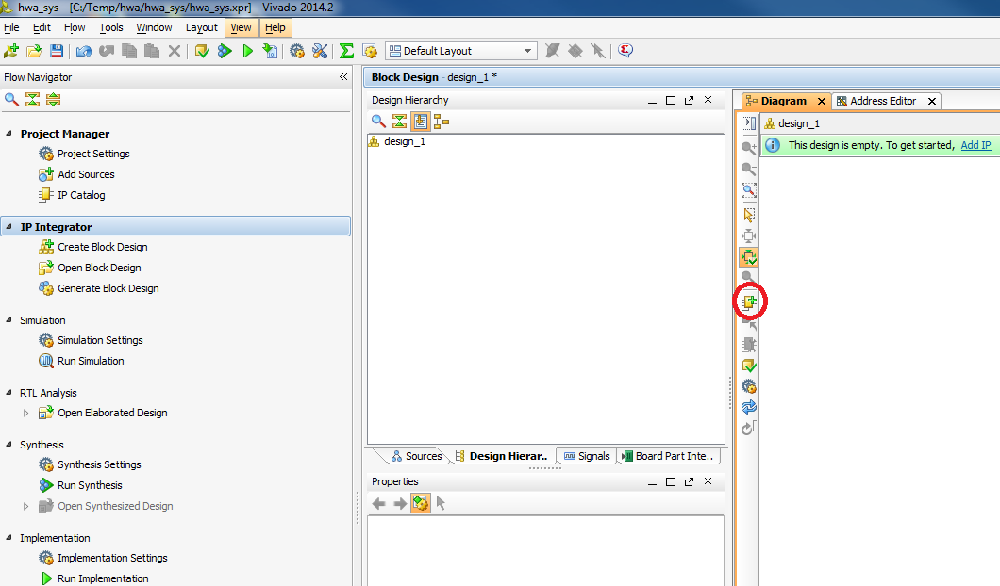 hwa_sys - [C:/Temp/hwa/hwa_sys/hwa_sys.xpr] - Vivado 2014.2
File Edit Flow Tools Window Layout View Help
Default Layout
Flow Navigator
Project Manager
Project Settings
Add Sources
IP Catalog
IP Integrator
Create Block Design
Open Block Design
Generate Block Design
Simulation
Simulation Settings
Run Simulation
RTL Analysis
Open Elaborated Design
Synthesis
Synthesis Settings
Run Synthesis
Open Synthesized Design
Implementation
Implementation Settings
Run Implementation
Block Design - design_1 *
Design Hierarchy
design_1
Sources Design Hierar.. Signals Board Part Inte..
Properties
Diagram Address Editor
design_1
This design is empty. To get started, Add IP